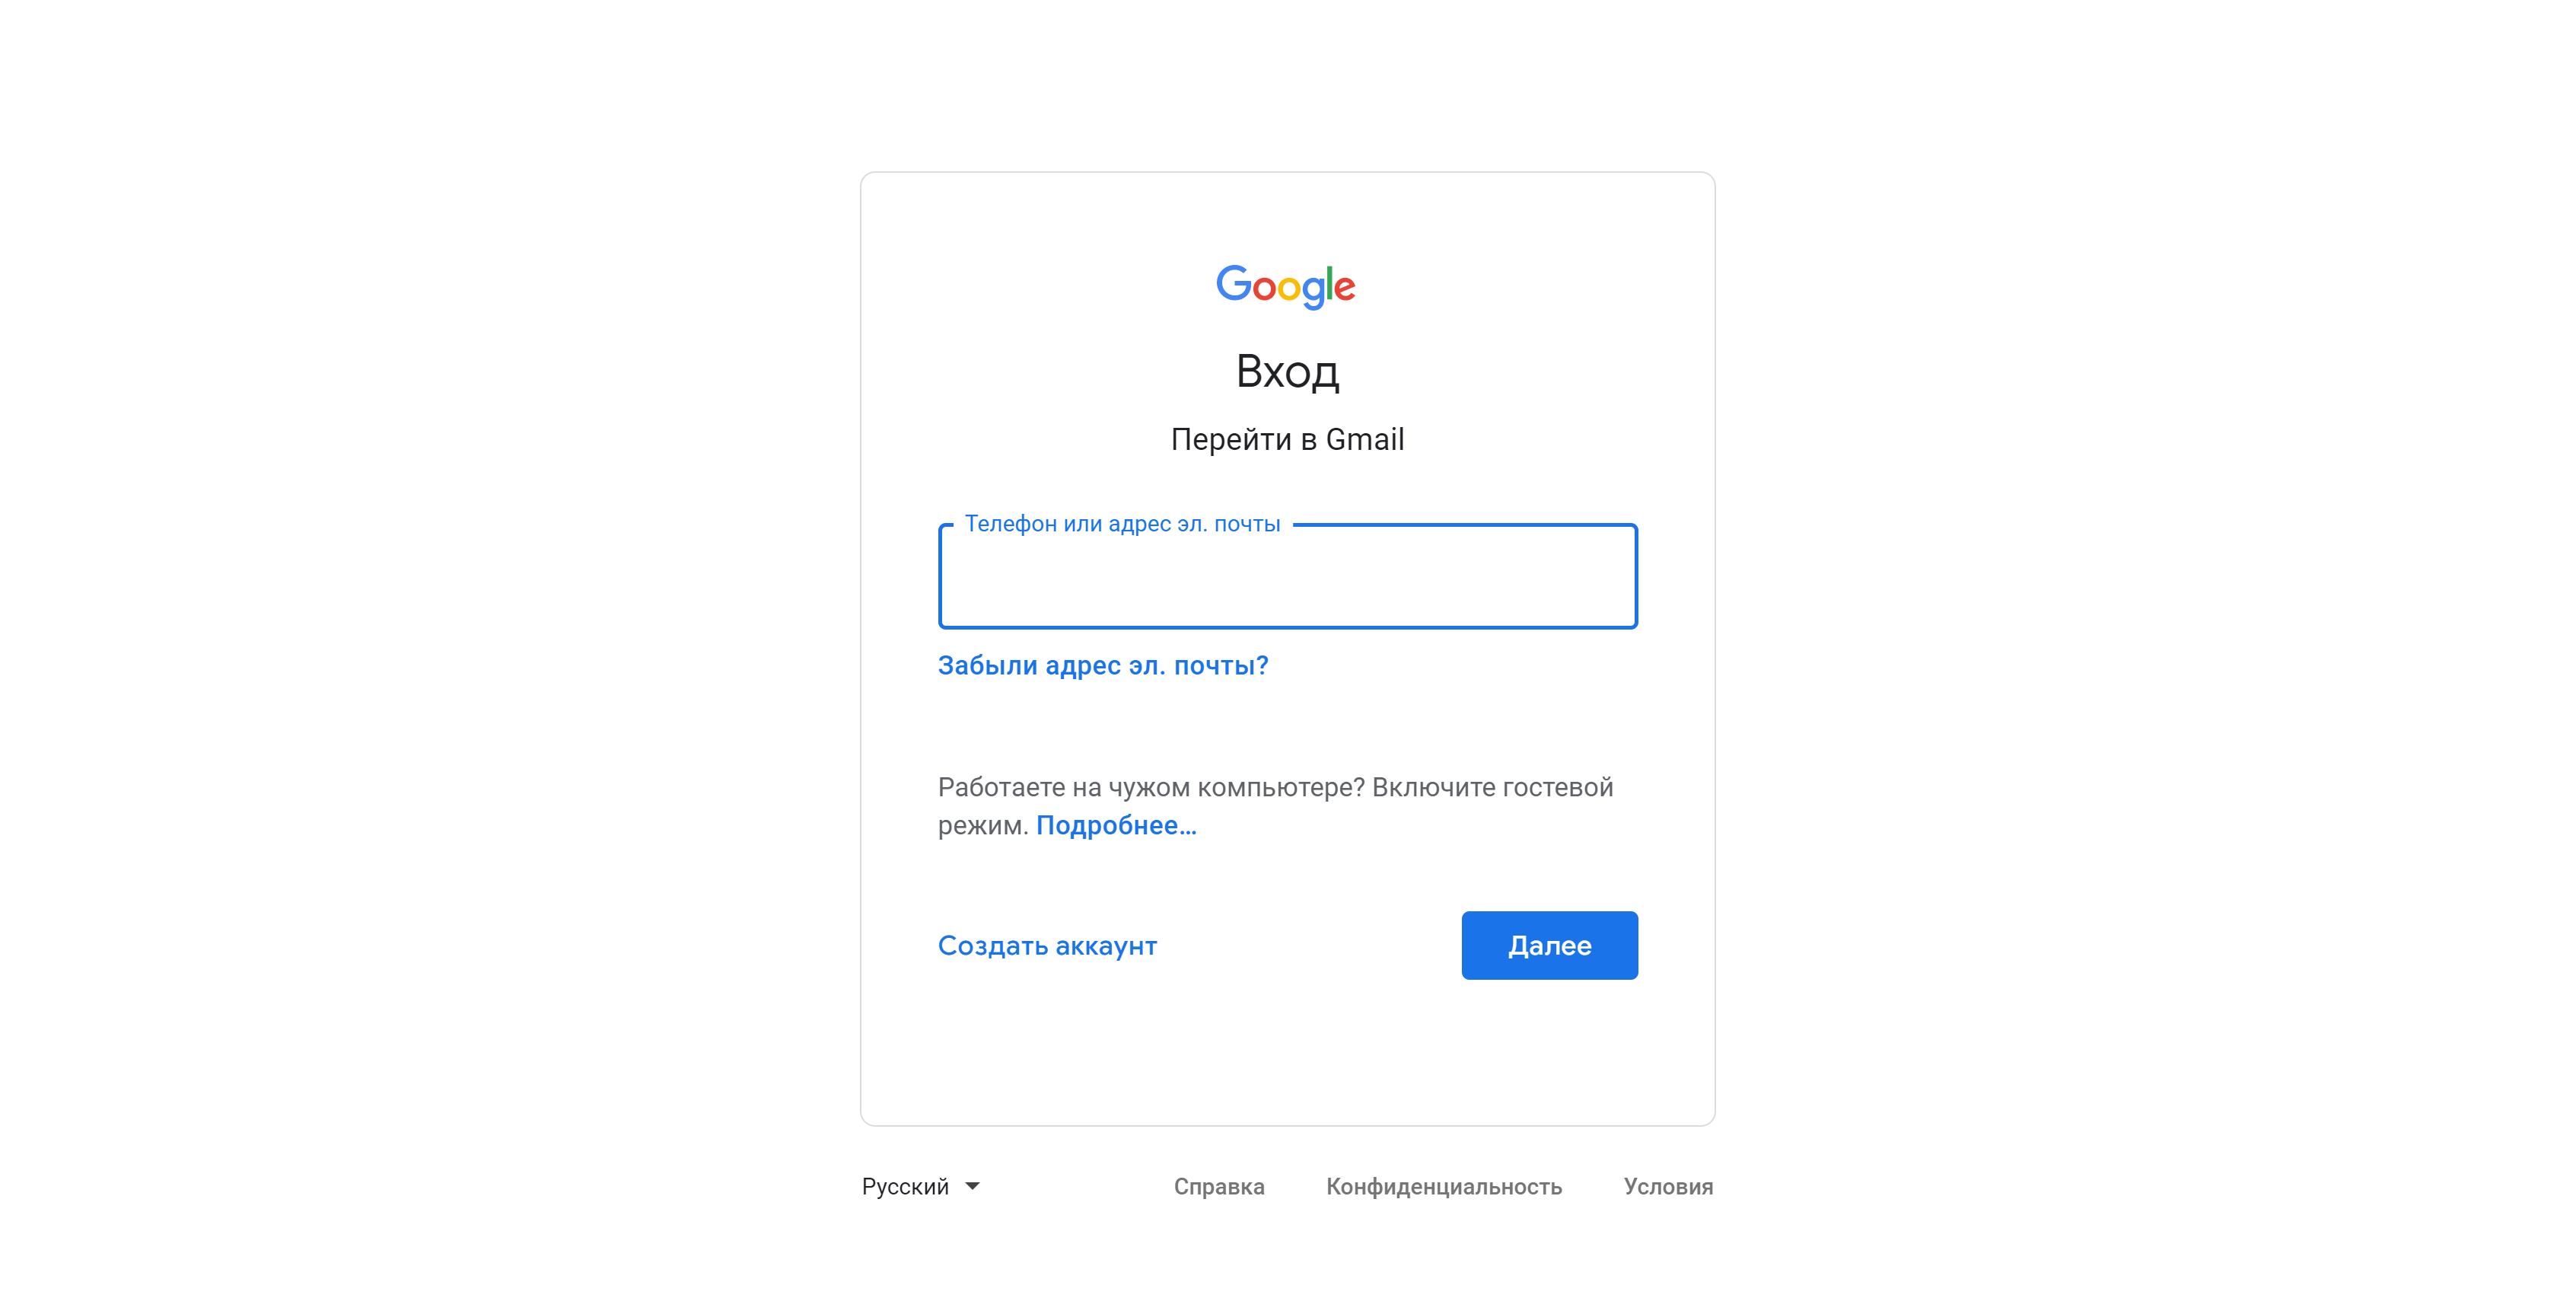 Google
Вход
Перейти в Gmail
Телефон или адрес эл. почты
Забыли адрес эл. почты?
Работаете на чужом компьютере? Включите гостевой
режим. Подробнее…
Создать аккаунт
Далее
Русский
Справка
Конфиденциальность
Условия